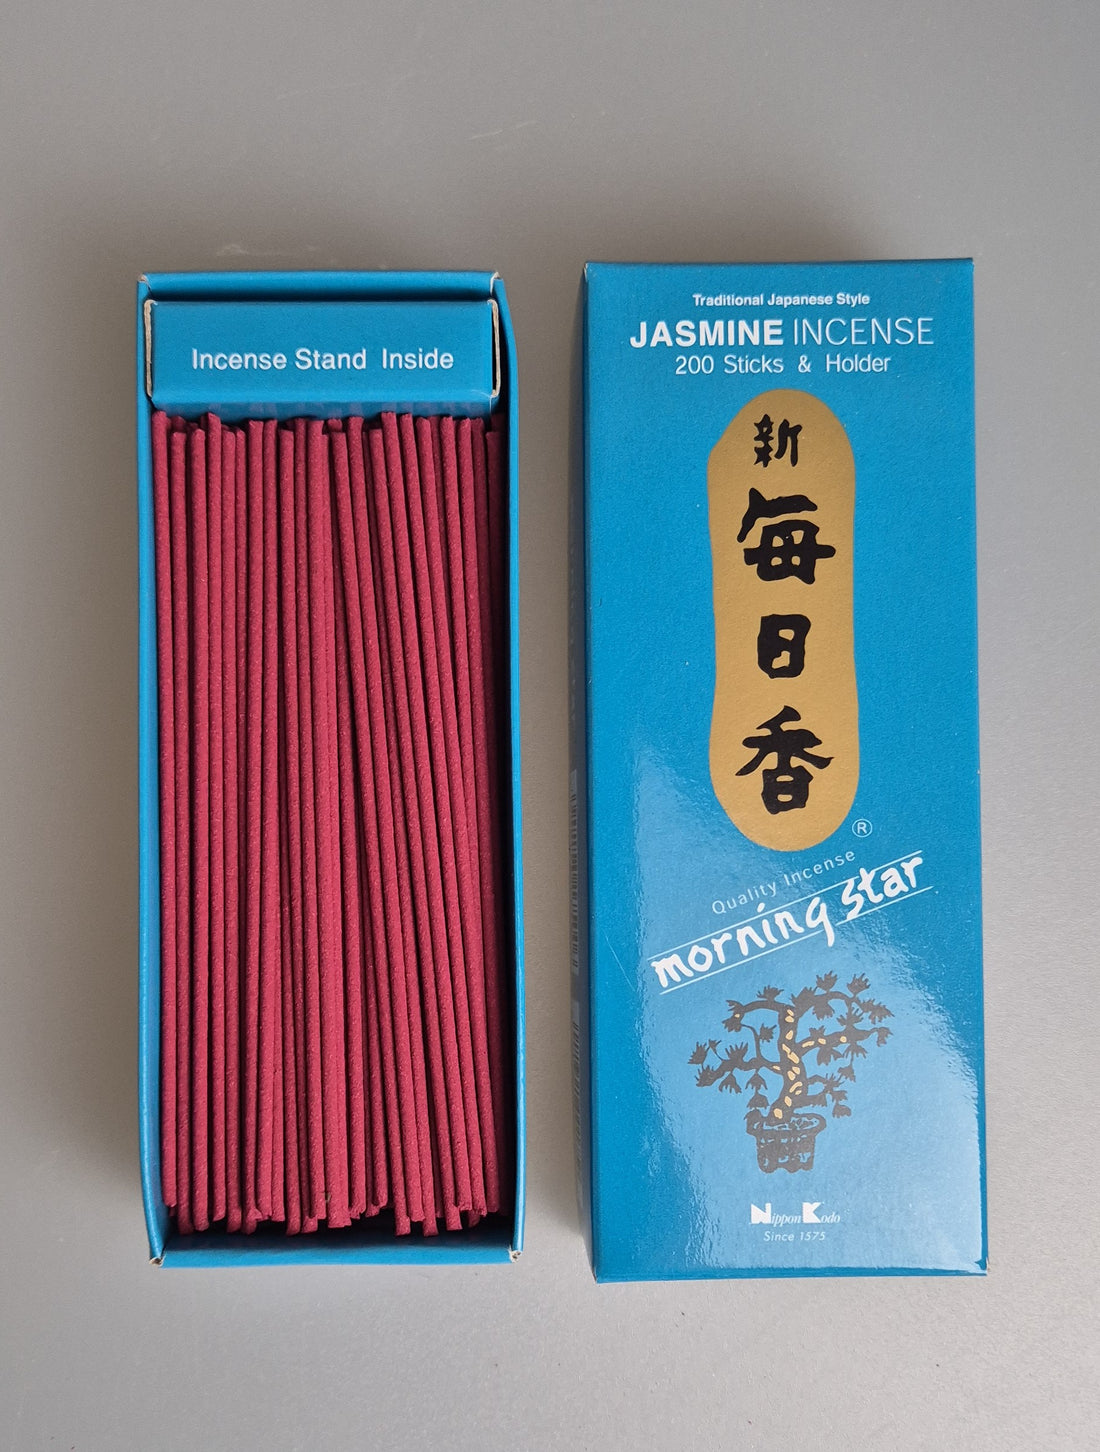 Incense Stand Inside
Traditional Japanese Style
JASMINE INCENSE
200 Sticks & Holder
新
毎
日
香
®
Quality Incense
morning star
Nippon Kodo
Since 1575